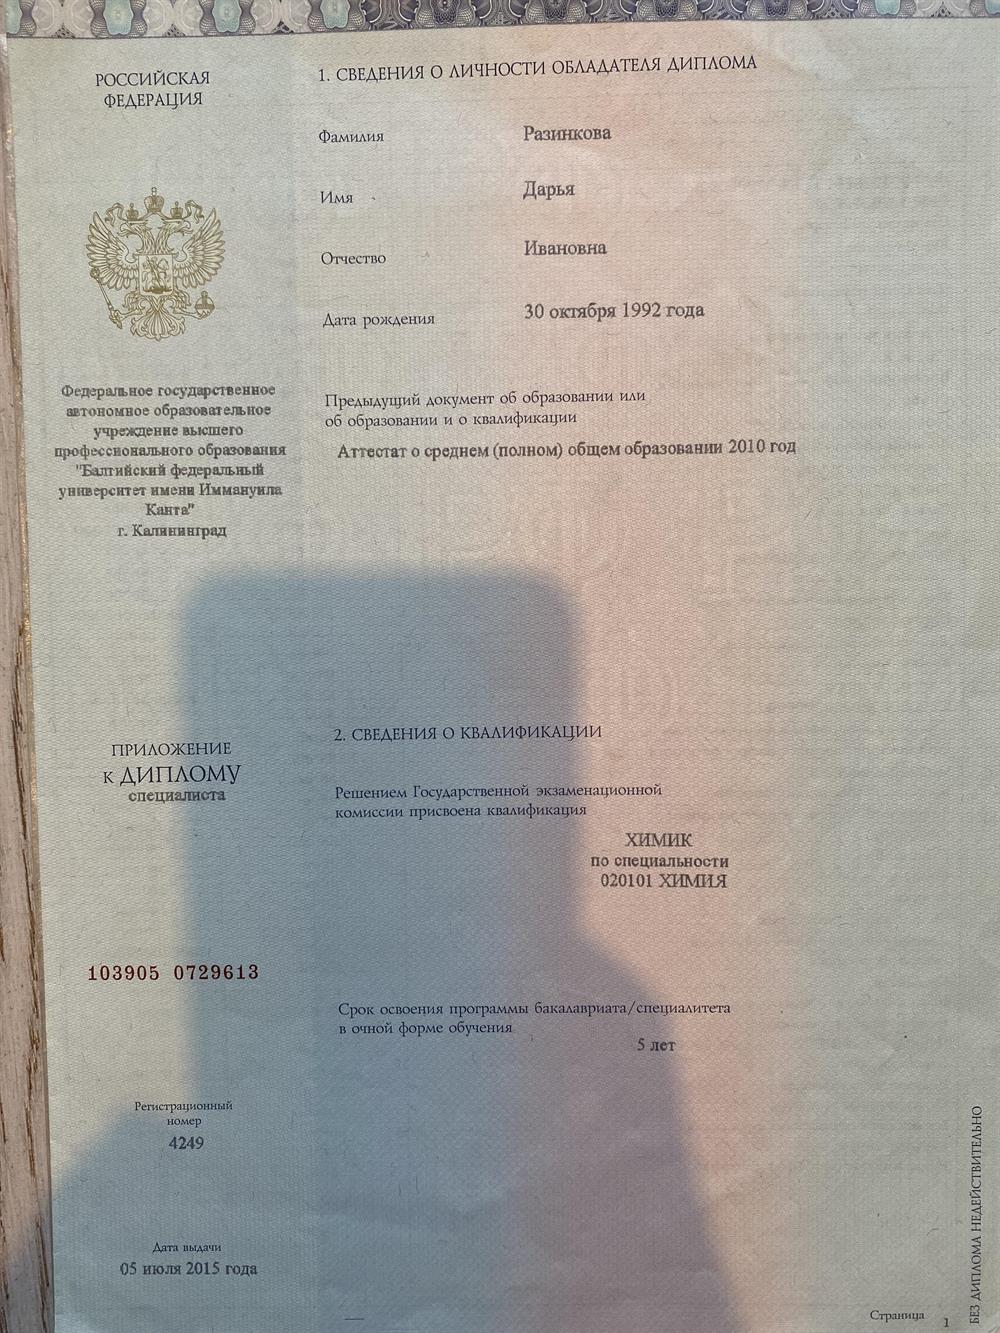 РОССИЙСКАЯ
ФЕДЕРАЦИЯ
Федеральное государственное
автономное образовательное
учреждение высшего
профессионального образования
"Балтийский федеральный
университет имени Иммануила
Канта"
г. Калининград
ПРИЛОЖЕНИЕ
к ДИПЛОМУ
специалиста
103905 0729613
Регистрационный
номер
4249
Дата выдачи
05 июля 2015 года
1. СВЕДЕНИЯ О ЛИЧНОСТИ ОБЛАДАТЕЛЯ ДИПЛОМА
Фамилия Разинкова
Имя Дарья
Отчество Ивановна
Дата рождения 30 октября 1992 года
Предыдущий документ об образовании или
об образовании и о квалификации
Аттестат о среднем (полном) общем образовании 2010 год
2. СВЕДЕНИЯ О КВАЛИФИКАЦИИ
Решением Государственной экзаменационной
комиссии присвоена квалификация
ХИМИК
по специальности
020101 ХИМИЯ
Срок освоения программы бакалавриата/специалитета
в очной форме обучения
5 лет
Страница 1
БЕЗ ДИПЛОМА НЕДЕЙСТВИТЕЛЬНО